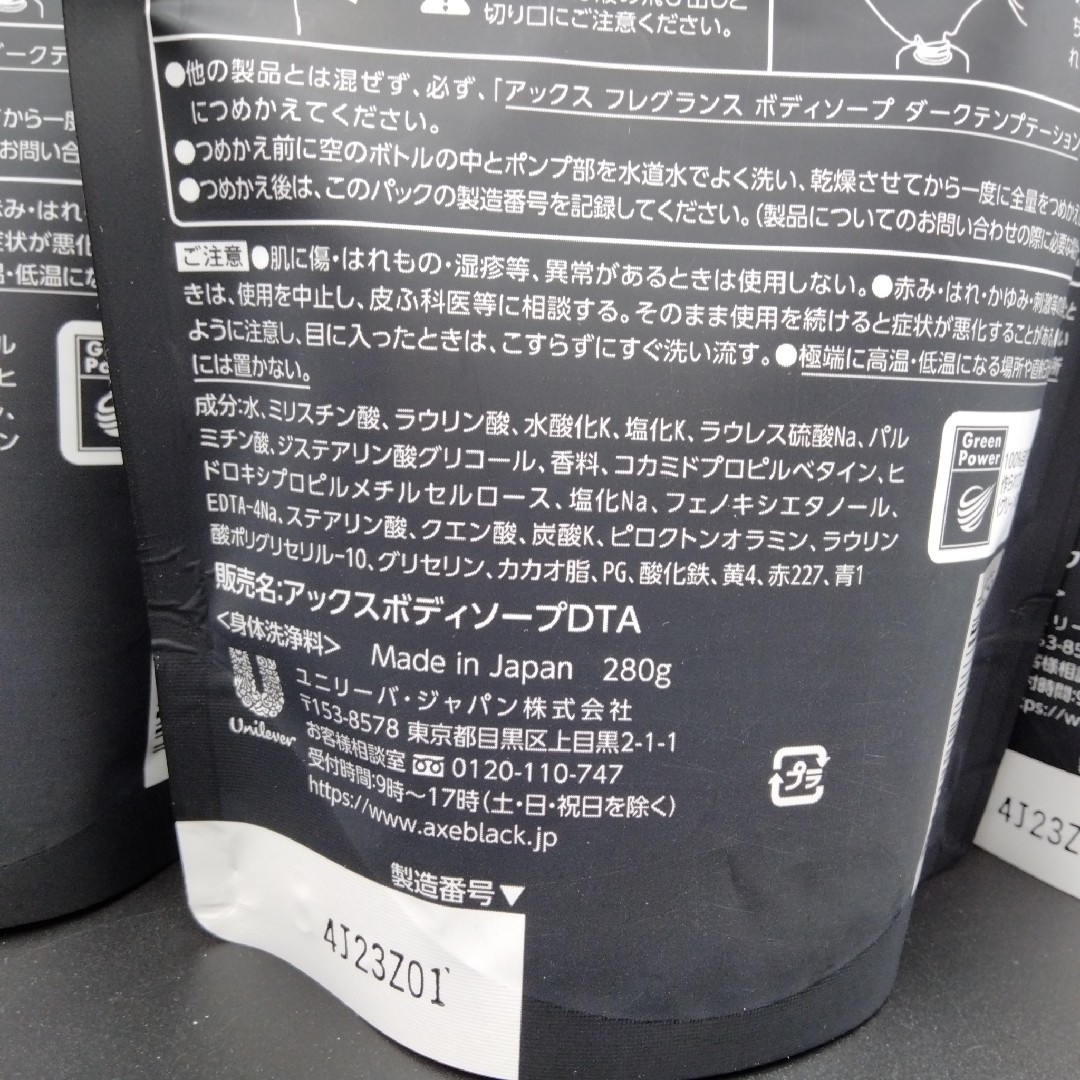 切り口にご注意ください。
●他の製品とは混ぜず、必ず、「アックス フレグランス ボディソープ ダークテンプテーション
につめかえてください。
●つめかえ前に空のボトルの中とポンプ部を水道水でよく洗い、乾燥させてから一度に全量をつめかえ
●つめかえ後は、このパックの製造番号を記録してください。(製品についてのお問い合わせの際に必要な
ご注意 ●肌に傷・はれもの・湿疹等、異常があるときは使用しない。●赤み・はれ・かゆみ・刺激等
きは、使用を中止し、皮ふ科医等に相談する。そのまま使用を続けると症状が悪化することがある
ように注意し、目に入ったときは、こすらずにすぐ洗い流す。●極端に高温・低温になる場所や
には置かない。
成分:水、ミリスチン酸、ラウリン酸、水酸化K、塩化K、ラウレス硫酸Na、パル
ミチン酸、ジステアリン酸グリコール、香料、コカミドプロピルベタイン、ヒ
ドロキシプロピルメチルセルロース、塩化Na、フェノキシエタノール、
EDTA-4Na、ステアリン酸、クエン酸、炭酸K、ピロクトンオラミン、ラウリン
酸ポリグリセリル-10、グリセリン、カカオ脂、PG、酸化鉄、黄4、赤227、青1
Green
Power
販売名:アックスボディソープDTA
<身体洗浄料> Made in Japan 280g
Unilever
ユニリーバ・ジャパン株式会社
〒153-8578 東京都目黒区上目黒2-1-1
お客様相談室 0120-110-747
受付時間:9時〜17時(土・日・祝日を除く)
https://www.axeblack.jp
プラ
製造番号▼
4J23Z01
4J23Z